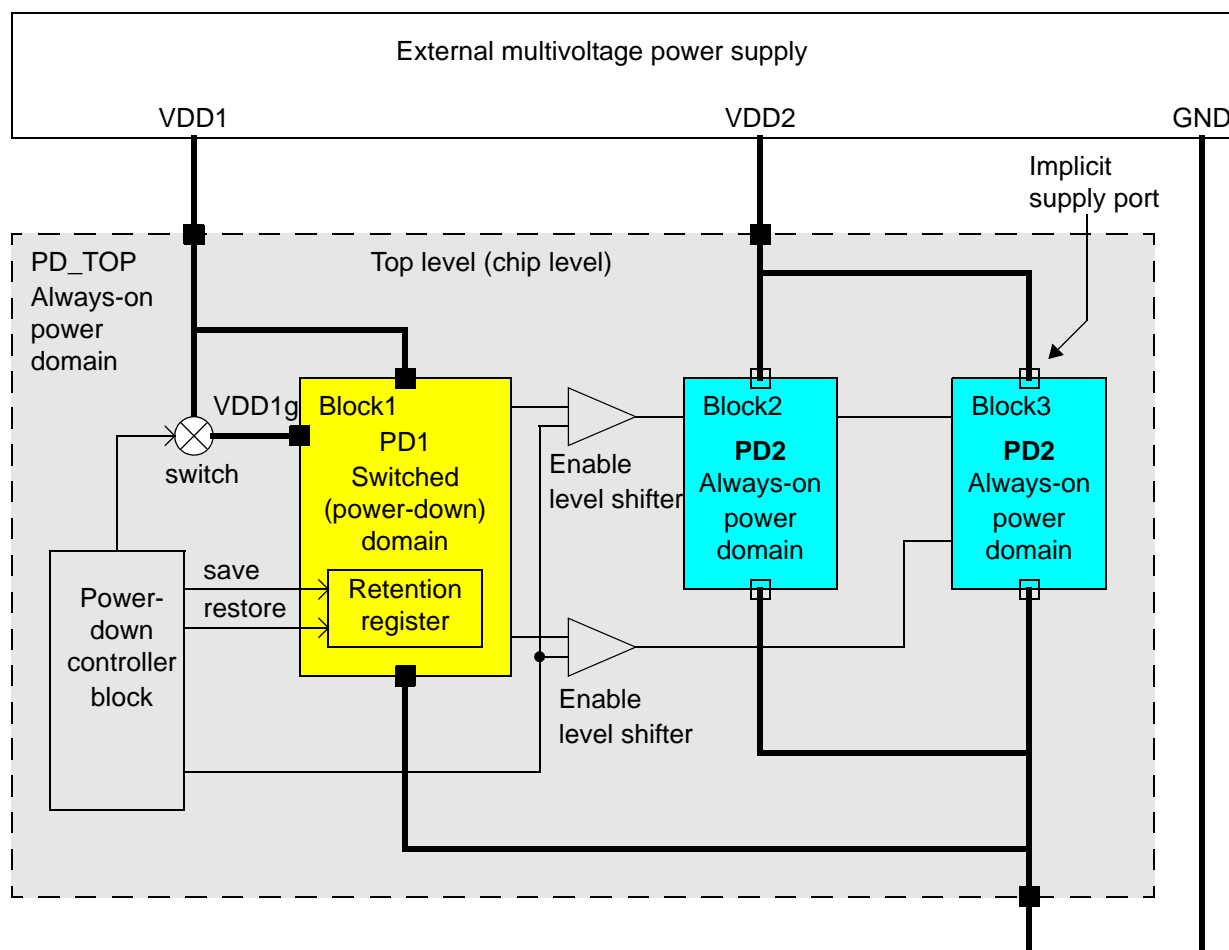 External multivoltage power supply
VDD1
VDD2
GND
Implicit
supply port
PD_TOP
Always-on
power
domain
Top level (chip level)
VDD1g
switch
Block1
PD1
Switched
(power-down)
domain
Retention
register
save
restore
Power-
down
controller
block
Enable
level shifter
Enable
level shifter
Block2
PD2
Always-on
power
domain
Block3
PD2
Always-on
power
domain